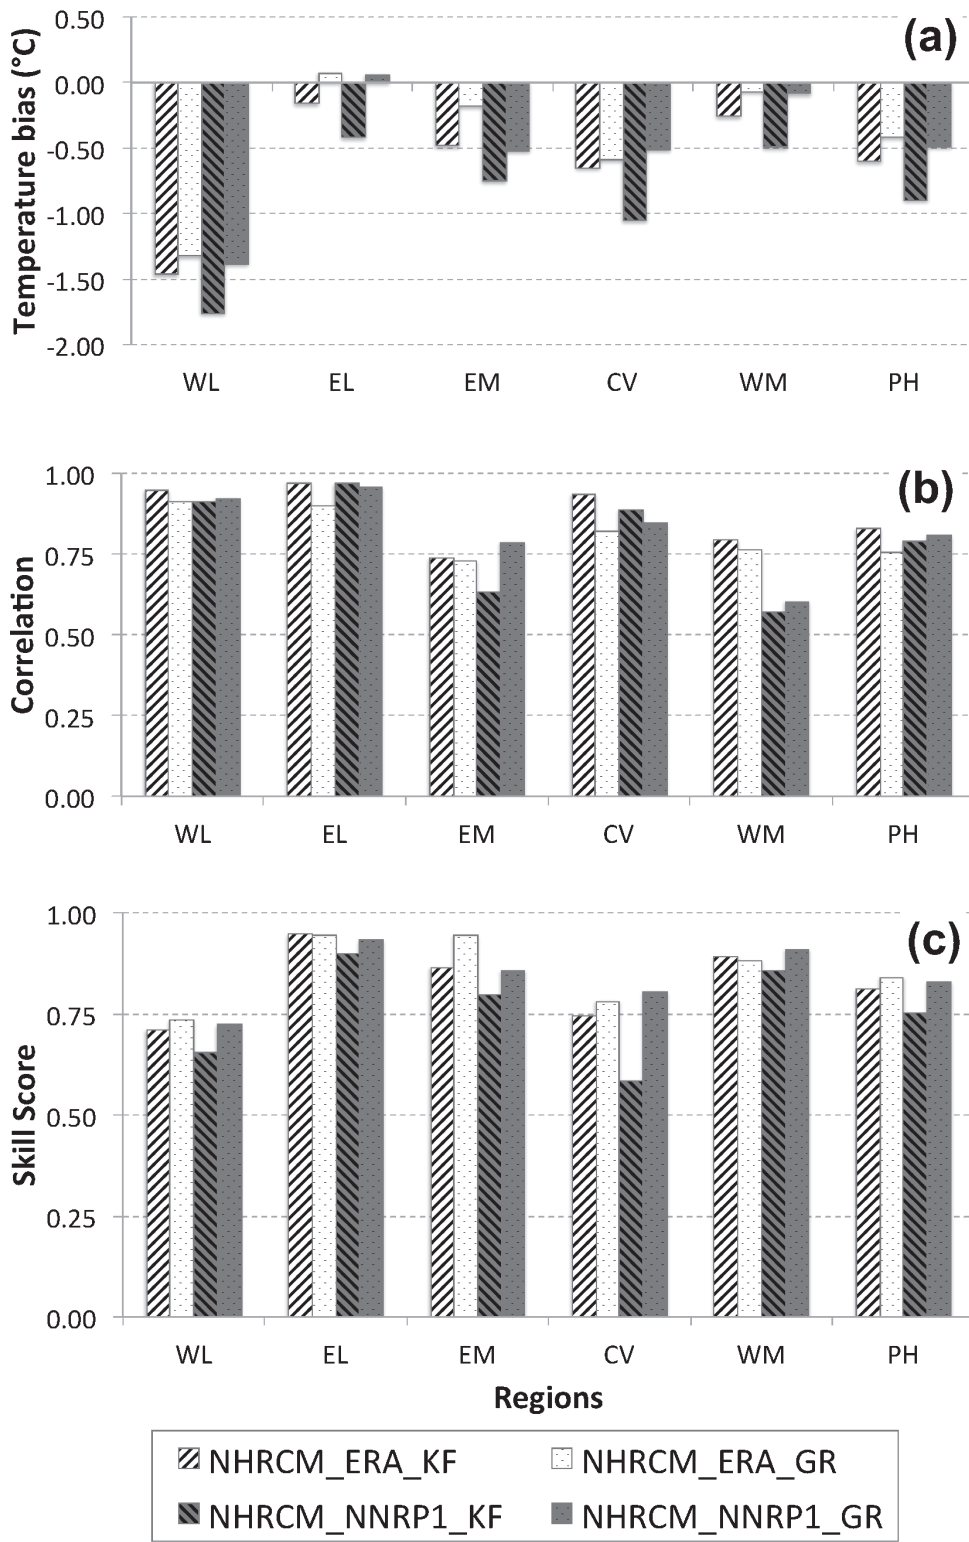 (a)
Temperature bias (°C)
0.50
0.00
-0.50
-1.00
-1.50
-2.00
WL EL EM CV WM PH
(b)
Correlation
1.00
0.75
0.50
0.25
0.00
WL EL EM CV WM PH
(c)
Skill Score
1.00
0.75
0.50
0.25
0.00
WL EL EM CV WM PH
Regions
NHRCM_ERA_KF NHRCM_ERA_GR
NHRCM_NNRP1_KF NHRCM_NNRP1_GR